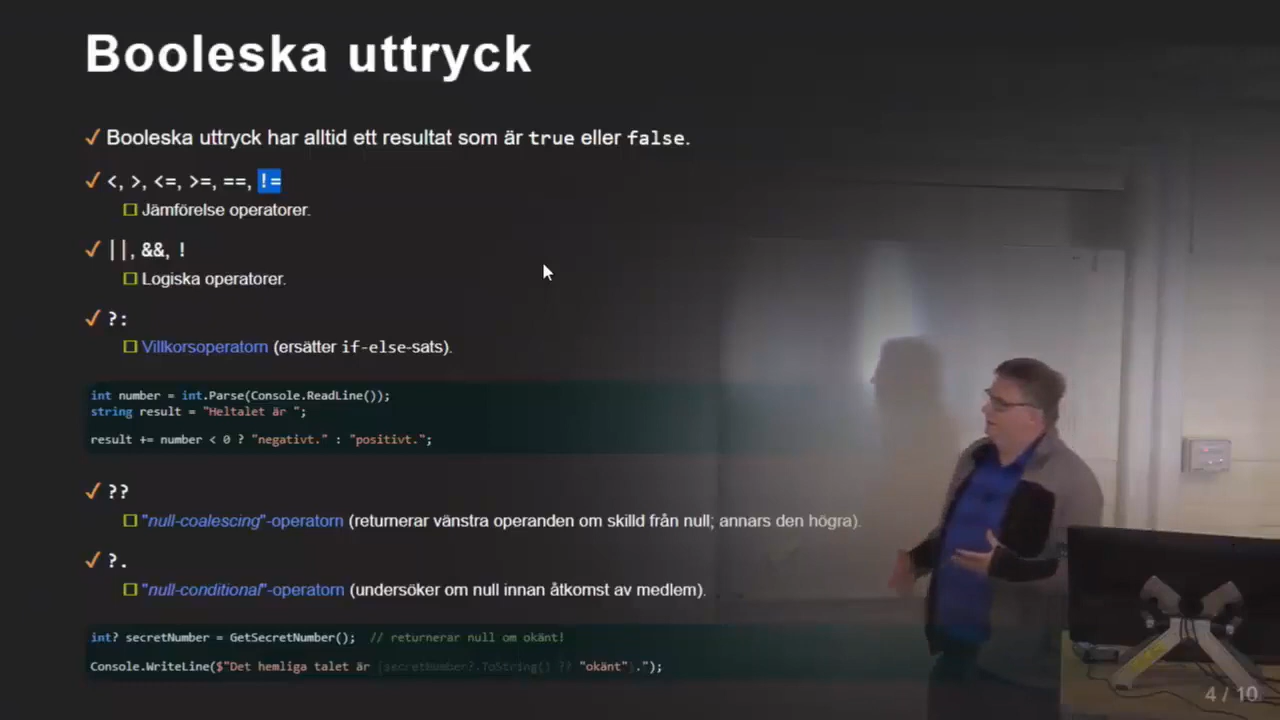 Booleska uttryck
✓ Booleska uttryck har alltid ett resultat som är true eller false.
✓ <, >, <=, >=, ==, !=
Jämförelse operatorer.
✓ ||, &&, !
Logiska operatorer.
✓ ?:
Villkorsoperatorn (ersätter if-else-sats).
int number = int.Parse(Console.ReadLine());
string result = "Heltalet är ";
result += number < 0 ? "negativt." : "positivt.";
✓ ??
"null-coalescing"-operatorn (returnerar vänstra operanden om skilld från null; annars den högra).
✓ ?.
"null-conditional"-operatorn (undersöker om null innan åtkomst av medlem).
int? secretNumber = GetSecretNumber(); // returnerar null om okänt!
Console.WriteLine($"Det hemliga talet är {secretNumber?.ToString() ?? "okänt"}.");
4 / 10